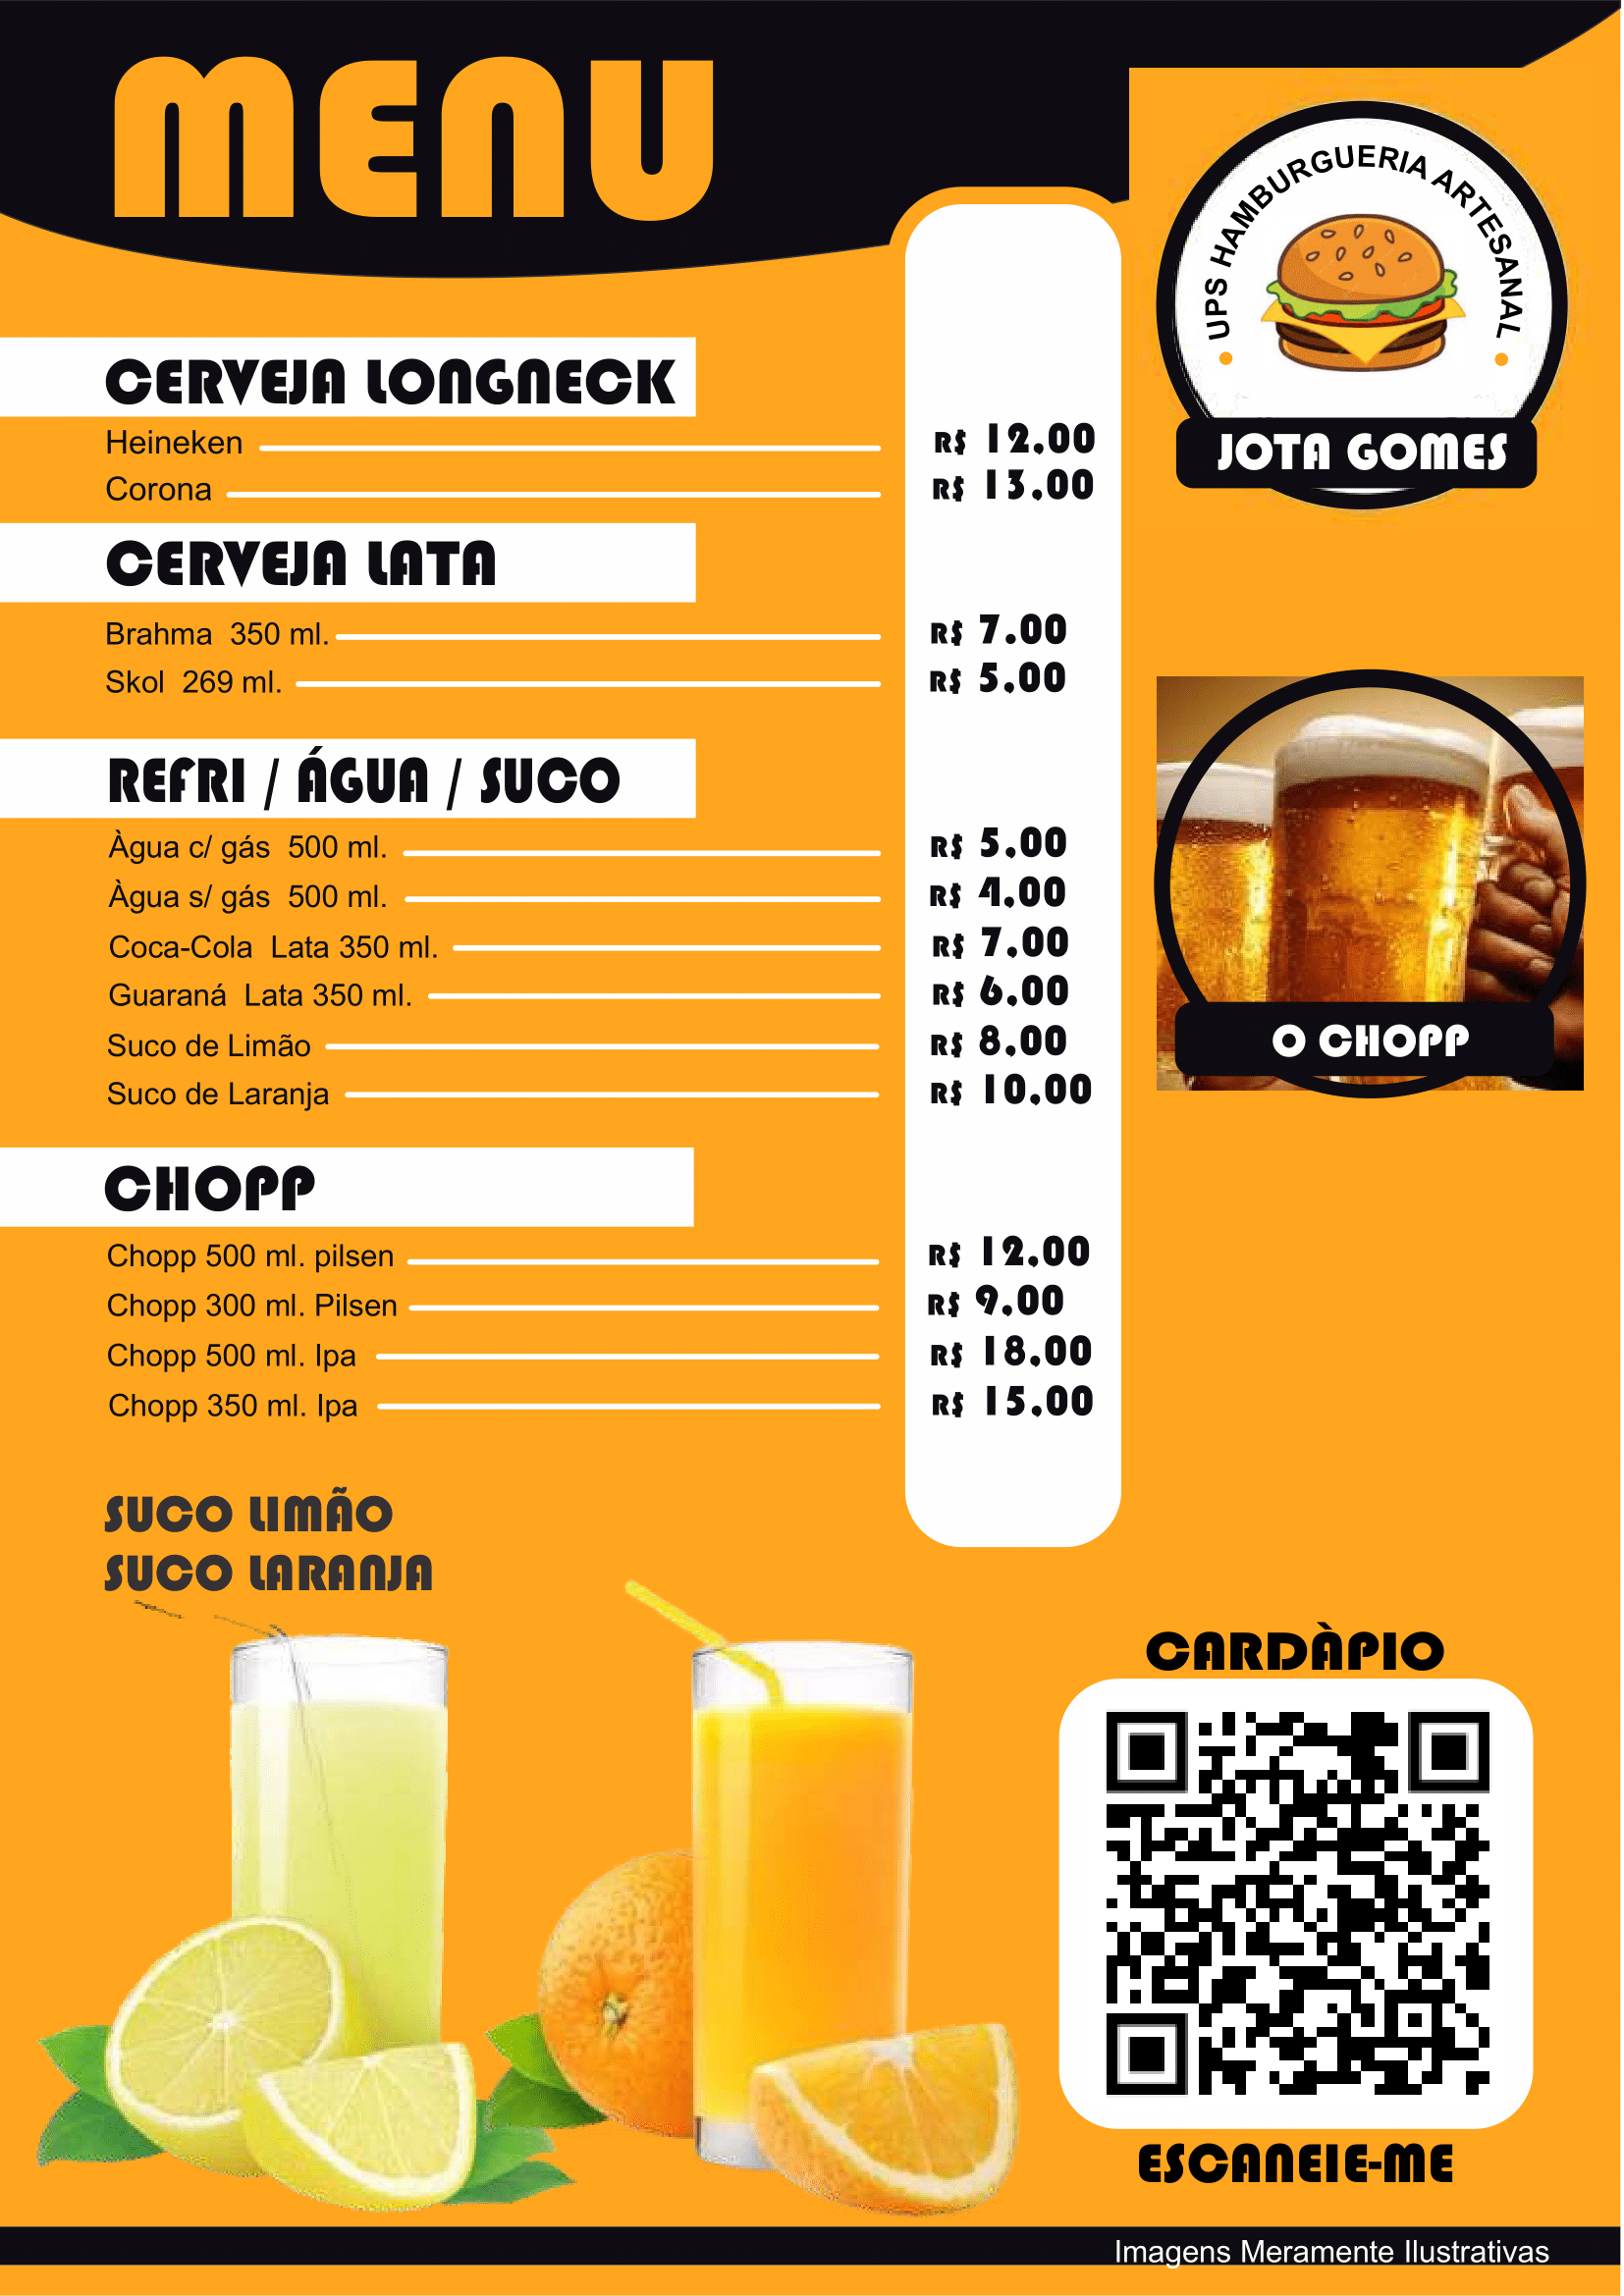 MENU
UPS HAMBURGUERIA ARTESANAL
JOTA GOMES
CERVEJA LONGNECK
Heineken R$ 12,00
Corona R$ 13,00
CERVEJA LATA
Brahma 350 ml. R$ 7.00
Skol 269 ml. R$ 5,00
REFRI / ÁGUA / SUCO
Àgua c/ gás 500 ml. R$ 5,00
Àgua s/ gás 500 ml. R$ 4,00
Coca-Cola Lata 350 ml. R$ 7,00
Guaraná Lata 350 ml. R$ 6,00
Suco de Limão R$ 8,00
Suco de Laranja R$ 10,00
O CHOPP
CHOPP
Chopp 500 ml. pilsen R$ 12,00
Chopp 300 ml. Pilsen R$ 9,00
Chopp 500 ml. Ipa R$ 18,00
Chopp 350 ml. Ipa R$ 15,00
SUCO LIMÃO
SUCO LARANJA
CARDÀPIO
ESCANEIE-ME
Imagens Meramente Ilustrativas